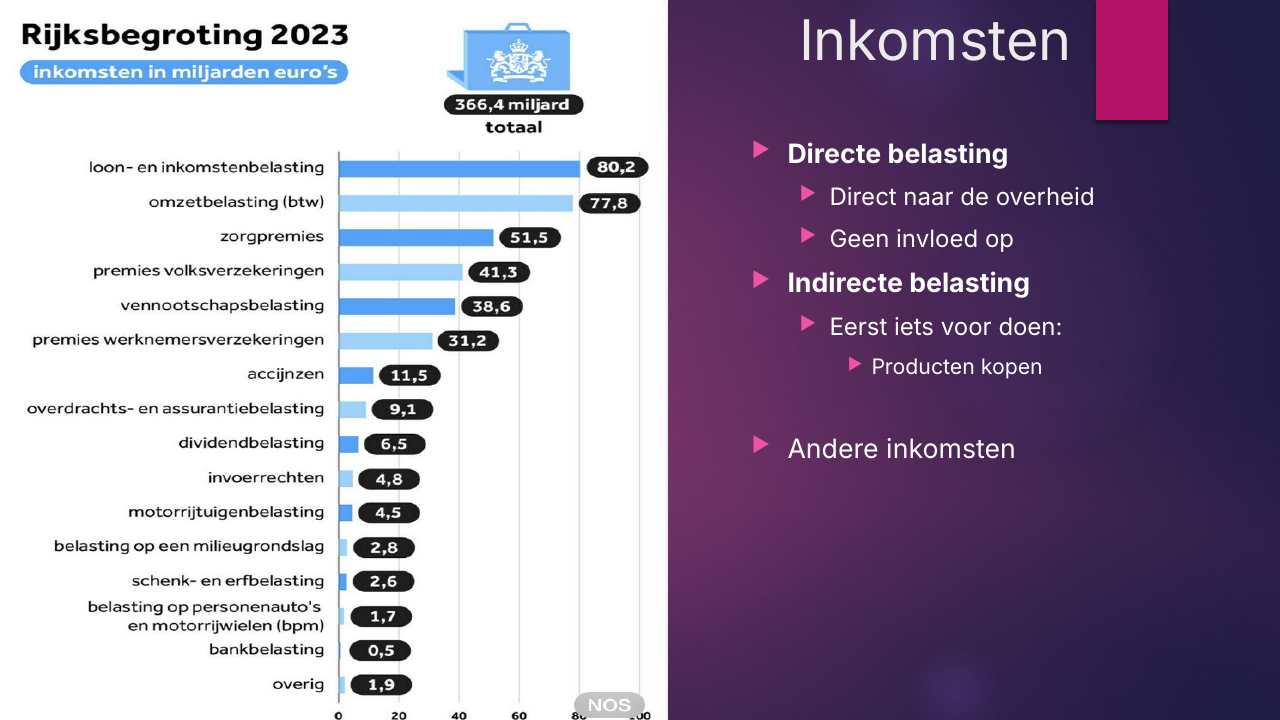 Rijksbegroting 2023
inkomsten in miljarden euro's
366,4 miljard
totaal
loon- en inkomstenbelasting 80,2
omzetbelasting (btw) 77,8
zorgpremies 51,5
premies volksverzekeringen 41,3
vennootschapsbelasting 38,6
premies werknemersverzekeringen 31,2
accijnzen 11,5
overdrachts- en assurantiebelasting 9,1
dividendbelasting 6,5
invoerrechten 4,8
motorrijtuigenbelasting 4,5
belasting op een milieugrondslag 2,8
schenk- en erfbelasting 2,6
belasting op personenauto's
en motorrijwielen (bpm) 1,7
bankbelasting 0,5
overig 1,9
NOS
0 20 40 60 80 100
Inkomsten
Directe belasting
Direct naar de overheid
Geen invloed op
Indirecte belasting
Eerst iets voor doen:
Producten kopen
Andere inkomsten